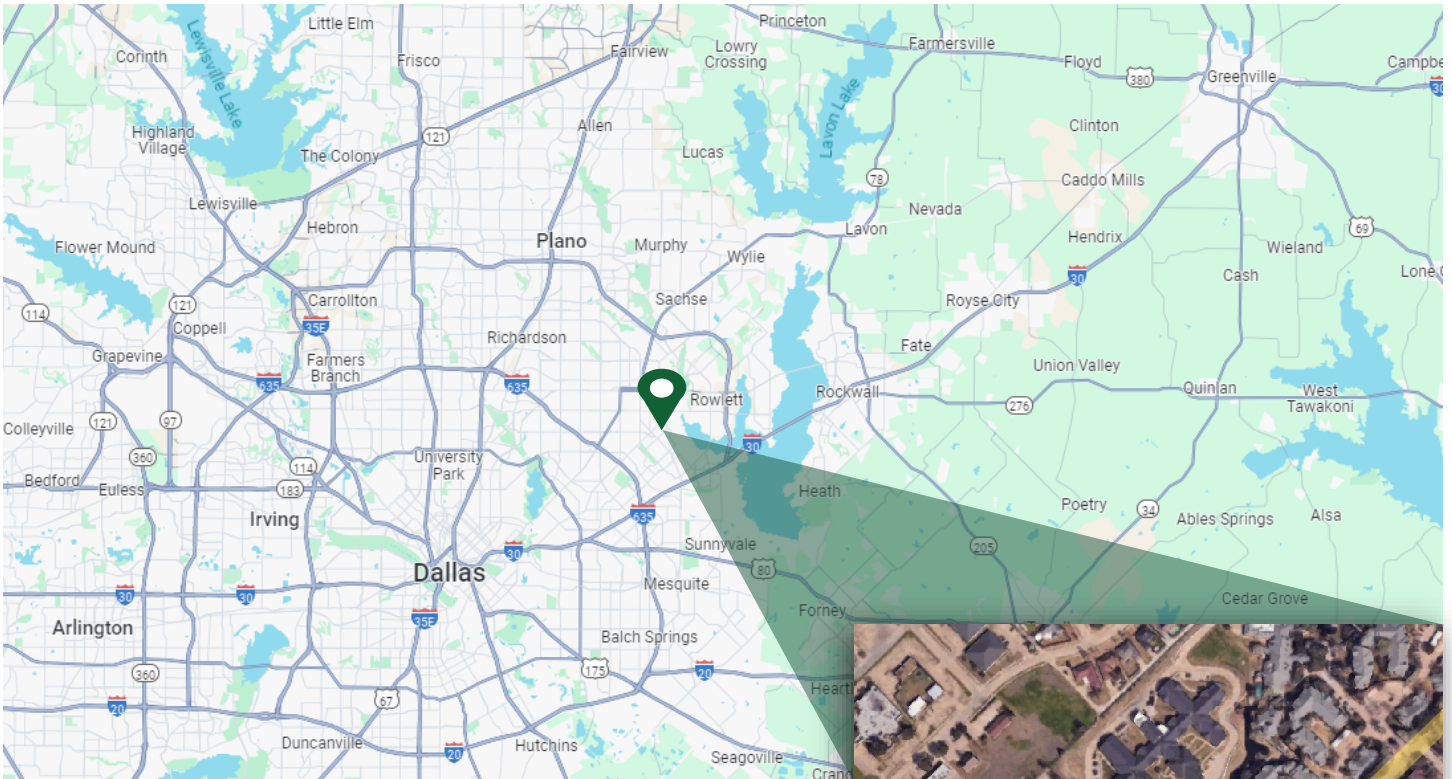 Princeton
Little Elm
Farmersville
Lowry
Crossing
Fairview
Corinth
Frisco
Floyd
Campbe
Lewisville Lake
380
Greenville
30
Lavon Lake
Allen
Clinton
Highland
Village
121
The Colony
Lucas
78
Caddo Mills
Lewisville
Nevada
Hebron
Lavon
69
Flower Mound
Plano
Murphy
Wylie
Hendrix
Wieland
30
Cash
Lone
121
Carrollton
Sachse
Royse City
114
Coppell
35E
Richardson
Fate
Grapevine
Farmers
Branch
635
635
Union Valley
Rowlett
Rockwall
Quinlan
West
Tawakoni
276
121
97
Colleyville
30
360
University
Park
114
Bedford
Euless
183
Heath
Poetry
34
Irving
635
Ables Springs
Alsa
205
Sunnyvale
30
Dallas
80
Mesquite
30
30
Cedar Grove
Forney
35E
Arlington
Balch Springs
360
175
20
Heartl
67
20
Duncanville
20
Hutchins
Seagoville
Crand